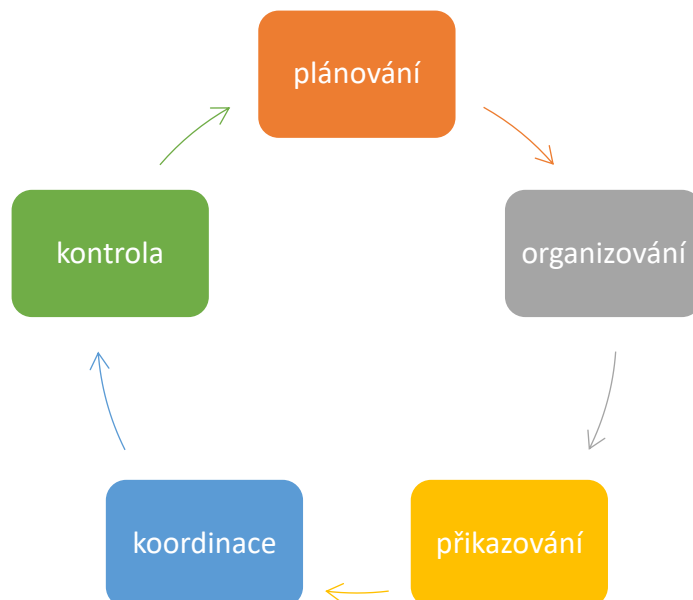 plánování
organizování
přikazování
koordinace
kontrola